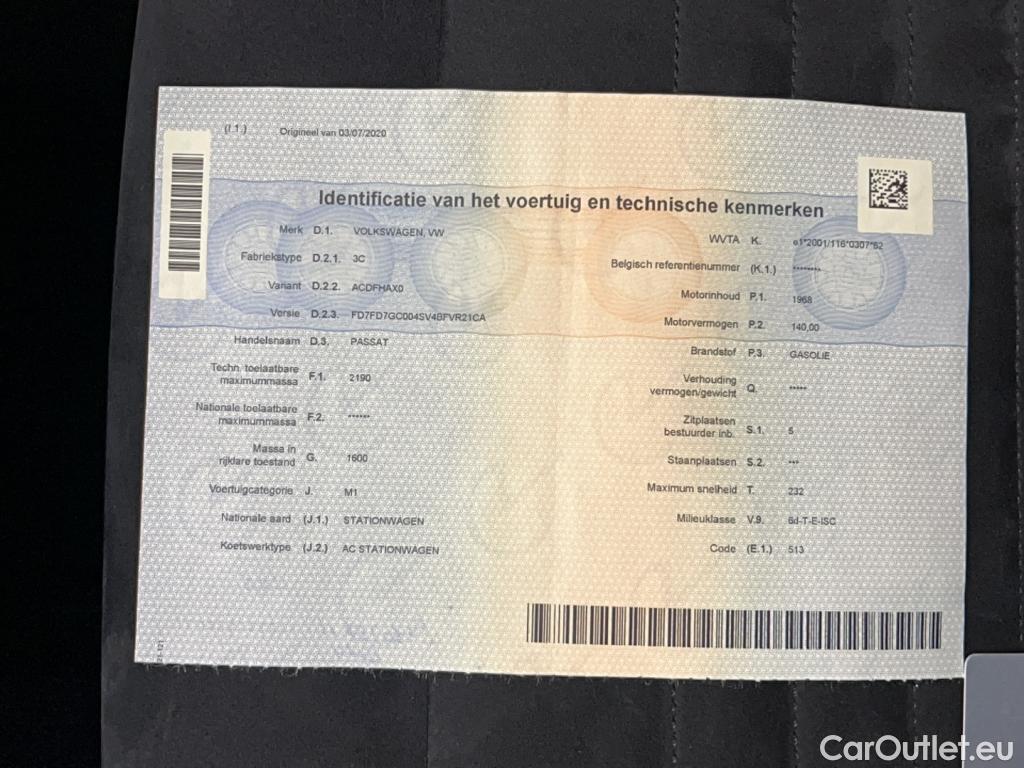 (I.1.) Origineel van 03/07/2020
Identificatie van het voertuig en technische kenmerken
Merk D.1. VOLKSWAGEN, VW
Fabriekstype D.2.1. 3C
Variant D.2.2. ACDFHAX0
Versie D.2.3. FD7FD7GC004SV4BFVR21CA
Handelsnaam D.3. PASSAT
Techn. toelaatbare
maximummassa F.1. 2190
Nationale toelaatbare
maximummassa F.2. ******
Massa in
rijklare toestand G. 1600
Voertuigcategorie J. M1
Nationale aard (J.1.) STATIONWAGEN
Koetswerktype (J.2.) AC STATIONWAGEN
WVTA K. e1*2001/116*0307*62
Belgisch referentienummer (K.1.) ********
Motorinhoud P.1. 1968
Motorvermogen P.2. 140,00
Brandstof P.3. GASOLIE
Verhouding
vermogen/gewicht Q. *****
Zitplaatsen
bestuurder inb. S.1. 5
Staanplaatsen S.2. ***
Maximum snelheid T. 232
Milieuklasse V.9. 6d-T-E-ISC
Code (E.1.) 513
CarOutlet.eu